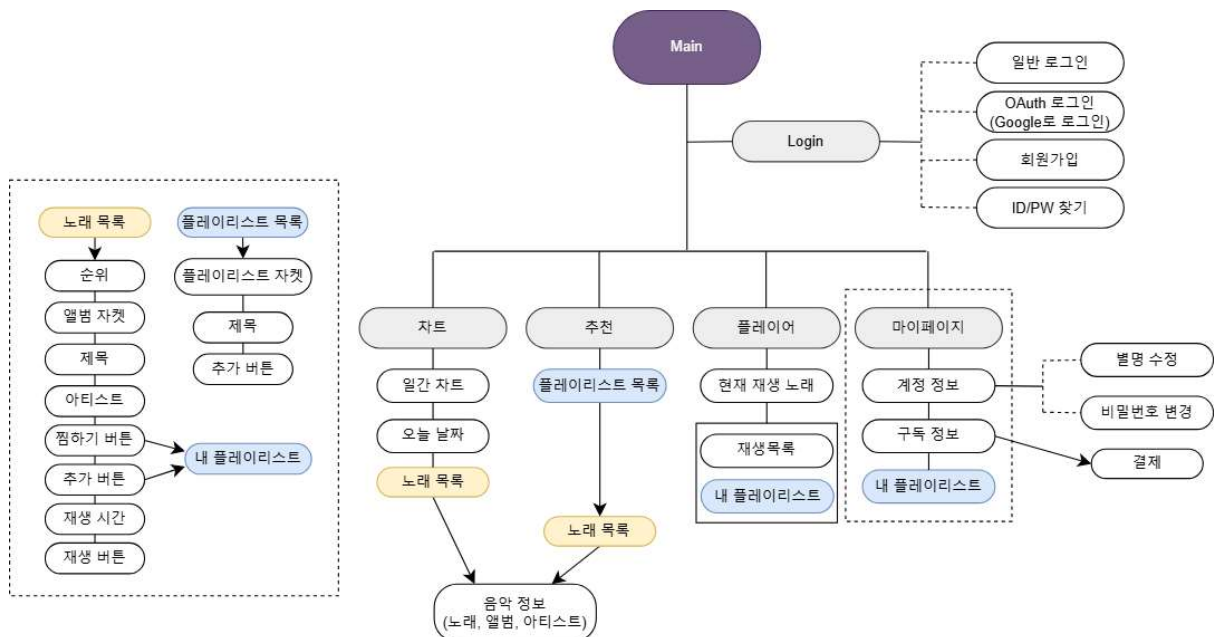 Main
Login
일반 로그인
OAuth 로그인
(Google로 로그인)
회원가입
ID/PW 찾기
노래 목록
순위
앨범 자켓
제목
아티스트
찜하기 버튼
추가 버튼
재생 시간
재생 버튼
플레이리스트 목록
플레이리스트 자켓
제목
추가 버튼
내 플레이리스트
차트
일간 차트
오늘 날짜
노래 목록
추천
플레이리스트 목록
노래 목록
음악 정보
(노래, 앨범, 아티스트)
플레이어
현재 재생 노래
재생목록
내 플레이리스트
마이페이지
계정 정보
구독 정보
내 플레이리스트
별명 수정
비밀번호 변경
결제